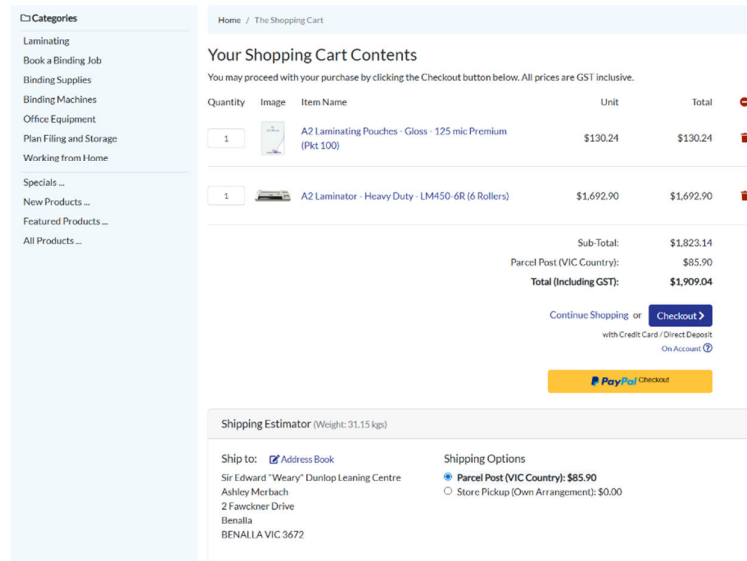 Categories
Laminating
Book a Binding Job
Binding Supplies
Binding Machines
Office Equipment
Plan Filing and Storage
Working from Home
Specials ...
New Products ...
Featured Products ...
All Products ...
Home / The Shopping Cart
Your Shopping Cart Contents
You may proceed with your purchase by clicking the Checkout button below. All prices are GST inclusive.
Quantity Image Item Name Unit Total
1 A2 Laminating Pouches - Gloss - 125 mic Premium (Pkt 100) $130.24 $130.24
1 A2 Laminator - Heavy Duty - LM450-6R (6 Rollers) $1,692.90 $1,692.90
Sub-Total: $1,823.14
Parcel Post (VIC Country): $85.90
Total (Including GST): $1,909.04
Continue Shopping or Checkout
with Credit Card / Direct Deposit
On Account
PayPal Checkout
Shipping Estimator (Weight: 31.15 kgs)
Ship to: Address Book
Sir Edward "Weary" Dunlop Leaning Centre
Ashley Merbach
2 Fawckner Drive
Benalla
BENALLA VIC 3672
Shipping Options
Parcel Post (VIC Country): $85.90
Store Pickup (Own Arrangement): $0.00